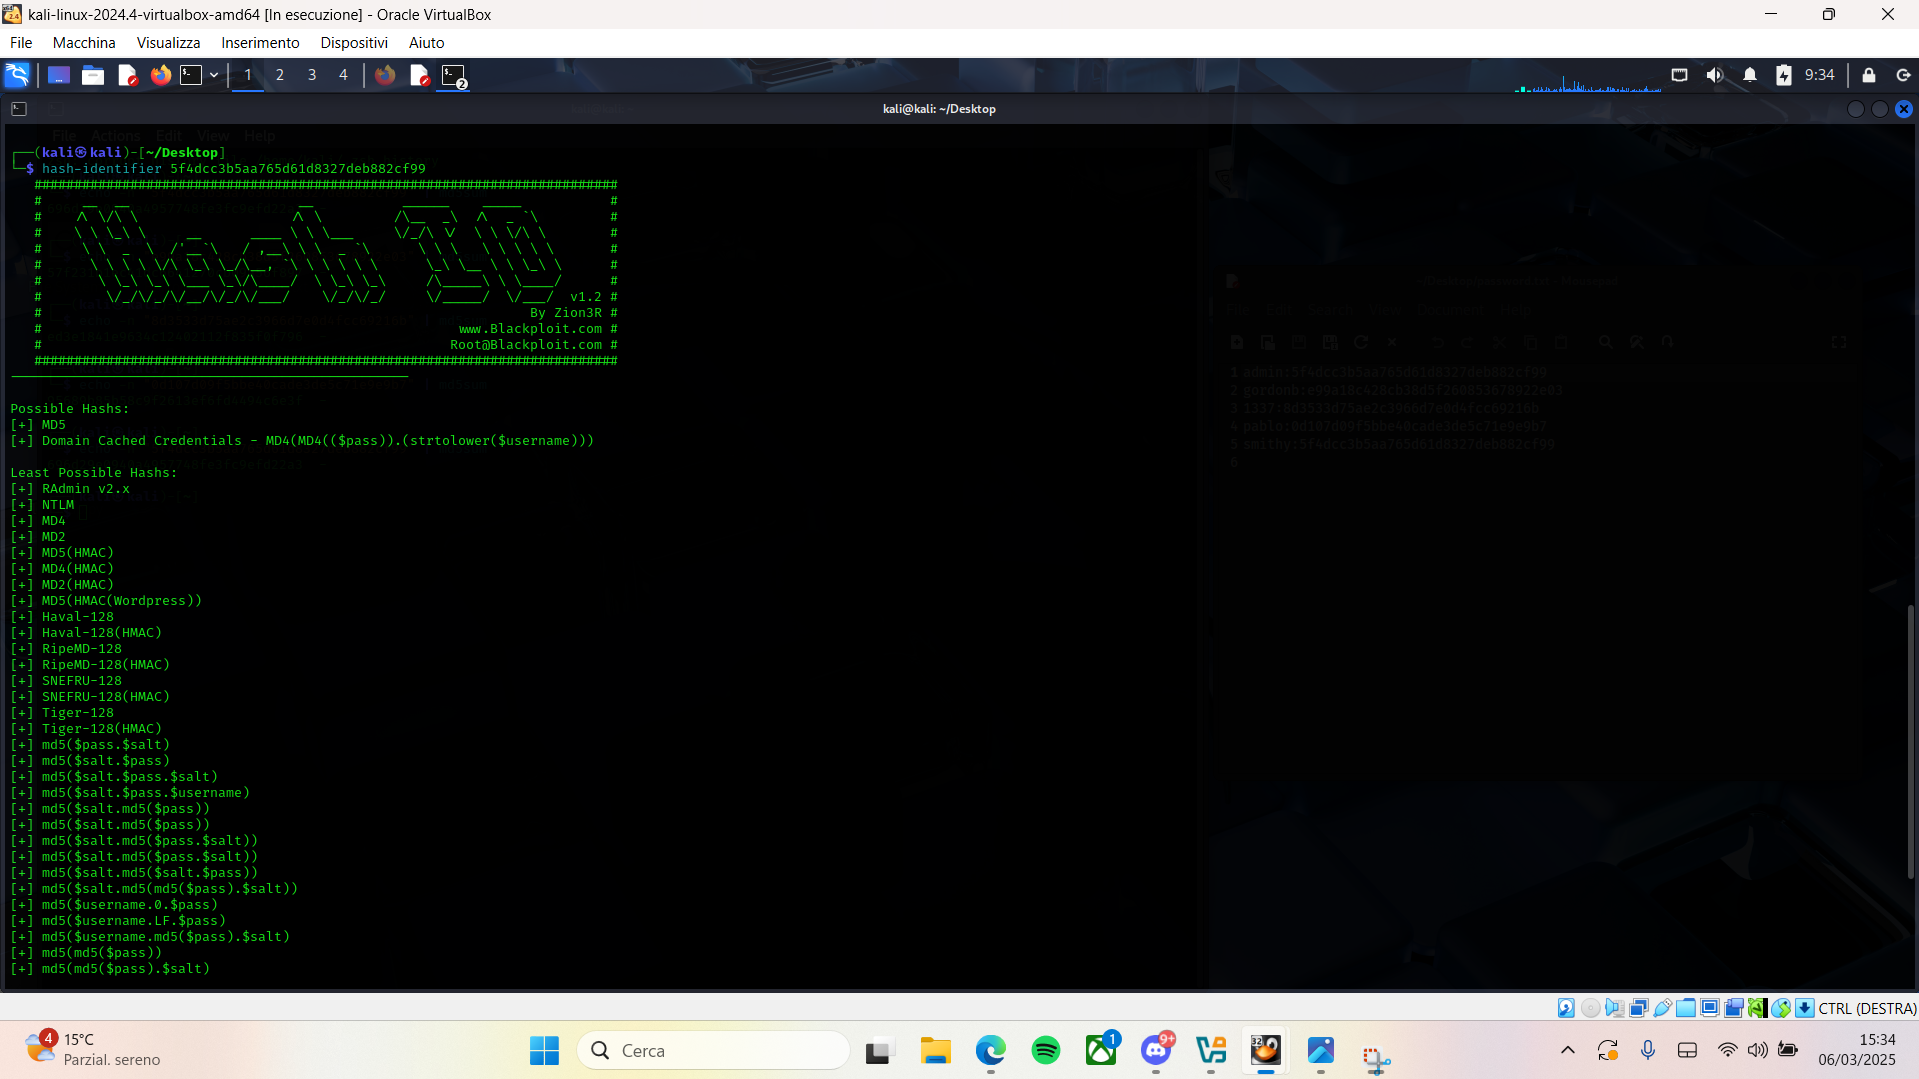 kali-linux-2024.4-virtualbox-amd64 [In esecuzione] - Oracle VirtualBox
File Macchina Visualizza Inserimento Dispositivi Aiuto
1 2 3 4 2 9:34
kali@kali: ~/Desktop
File Actions Edit View Help
┌──(kali㉿kali)-[~/Desktop]
└─$ hash-identifier 5f4dcc3b5aa765d61d8327deb882cf99
v1.2 #
# By Zion3R #
# www.Blackploit.com #
# Root@Blackploit.com #
Possible Hashs:
[+] MD5
[+] Domain Cached Credentials - MD4(MD4(($pass)).(strtolower($username)))
Least Possible Hashs:
[+] RAdmin v2.x
[+] NTLM
[+] MD4
[+] MD2
[+] MD5(HMAC)
[+] MD4(HMAC)
[+] MD2(HMAC)
[+] MD5(HMAC(Wordpress))
[+] Haval-128
[+] Haval-128(HMAC)
[+] RipeMD-128
[+] RipeMD-128(HMAC)
[+] SNEFRU-128
[+] SNEFRU-128(HMAC)
[+] Tiger-128
[+] Tiger-128(HMAC)
[+] md5($pass.$salt)
[+] md5($salt.$pass)
[+] md5($salt.$pass.$salt)
[+] md5($salt.$pass.$username)
[+] md5($salt.md5($pass))
[+] md5($salt.md5($pass))
[+] md5($salt.md5($pass.$salt))
[+] md5($salt.md5($pass.$salt))
[+] md5($salt.md5($salt.$pass))
[+] md5($salt.md5(md5($pass).$salt))
[+] md5($username.0.$pass)
[+] md5($username.LF.$pass)
[+] md5($username.md5($pass).$salt)
[+] md5(md5($pass))
[+] md5(md5($pass).$salt)
1 admin:5f4dcc3b5aa765d61d8327deb882cf99
2 gordonb:e99a18c428cb38d5f260853678922e03
3 1337:8d3533d75ae2c3966d7e0d4fcc69216b
4 pablo:0d107d09f5bbe40cade3de5c71e9e9b7
5 smithy:5f4dcc3b5aa765d61d8327deb882cf99
6
CTRL (DESTRA)
4
15°C
Parzial. sereno
Cerca
1
9+
32
15:34
06/03/2025